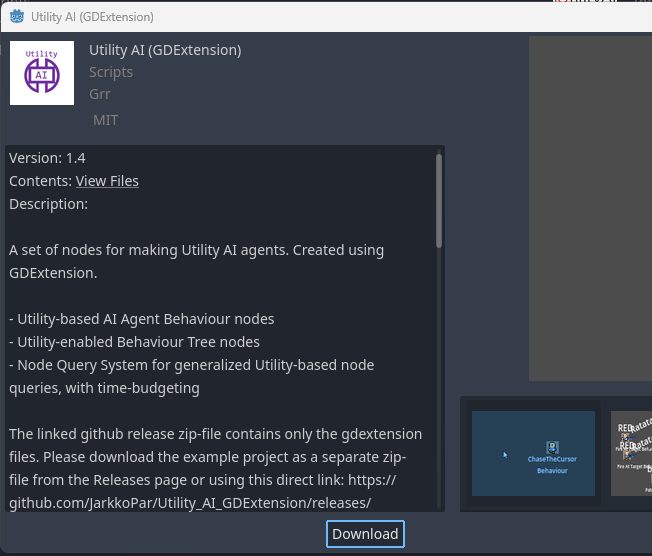 Utility AI (GDExtension)
Utility
AI
Utility AI (GDExtension)
Scripts
Grr
MIT
Version: 1.4
Contents: View Files
Description:
A set of nodes for making Utility AI agents. Created using
GDExtension.
- Utility-based AI Agent Behaviour nodes
- Utility-enabled Behaviour Tree nodes
- Node Query System for generalized Utility-based node
queries, with time-budgeting
The linked github release zip-file contains only the gdextension
files. Please download the example project as a separate zip-
file from the Releases page or using this direct link: https://
github.com/JarkkoPar/Utility_AI_GDExtension/releases/
ChaseTheCursor
Behaviour
RED
Download